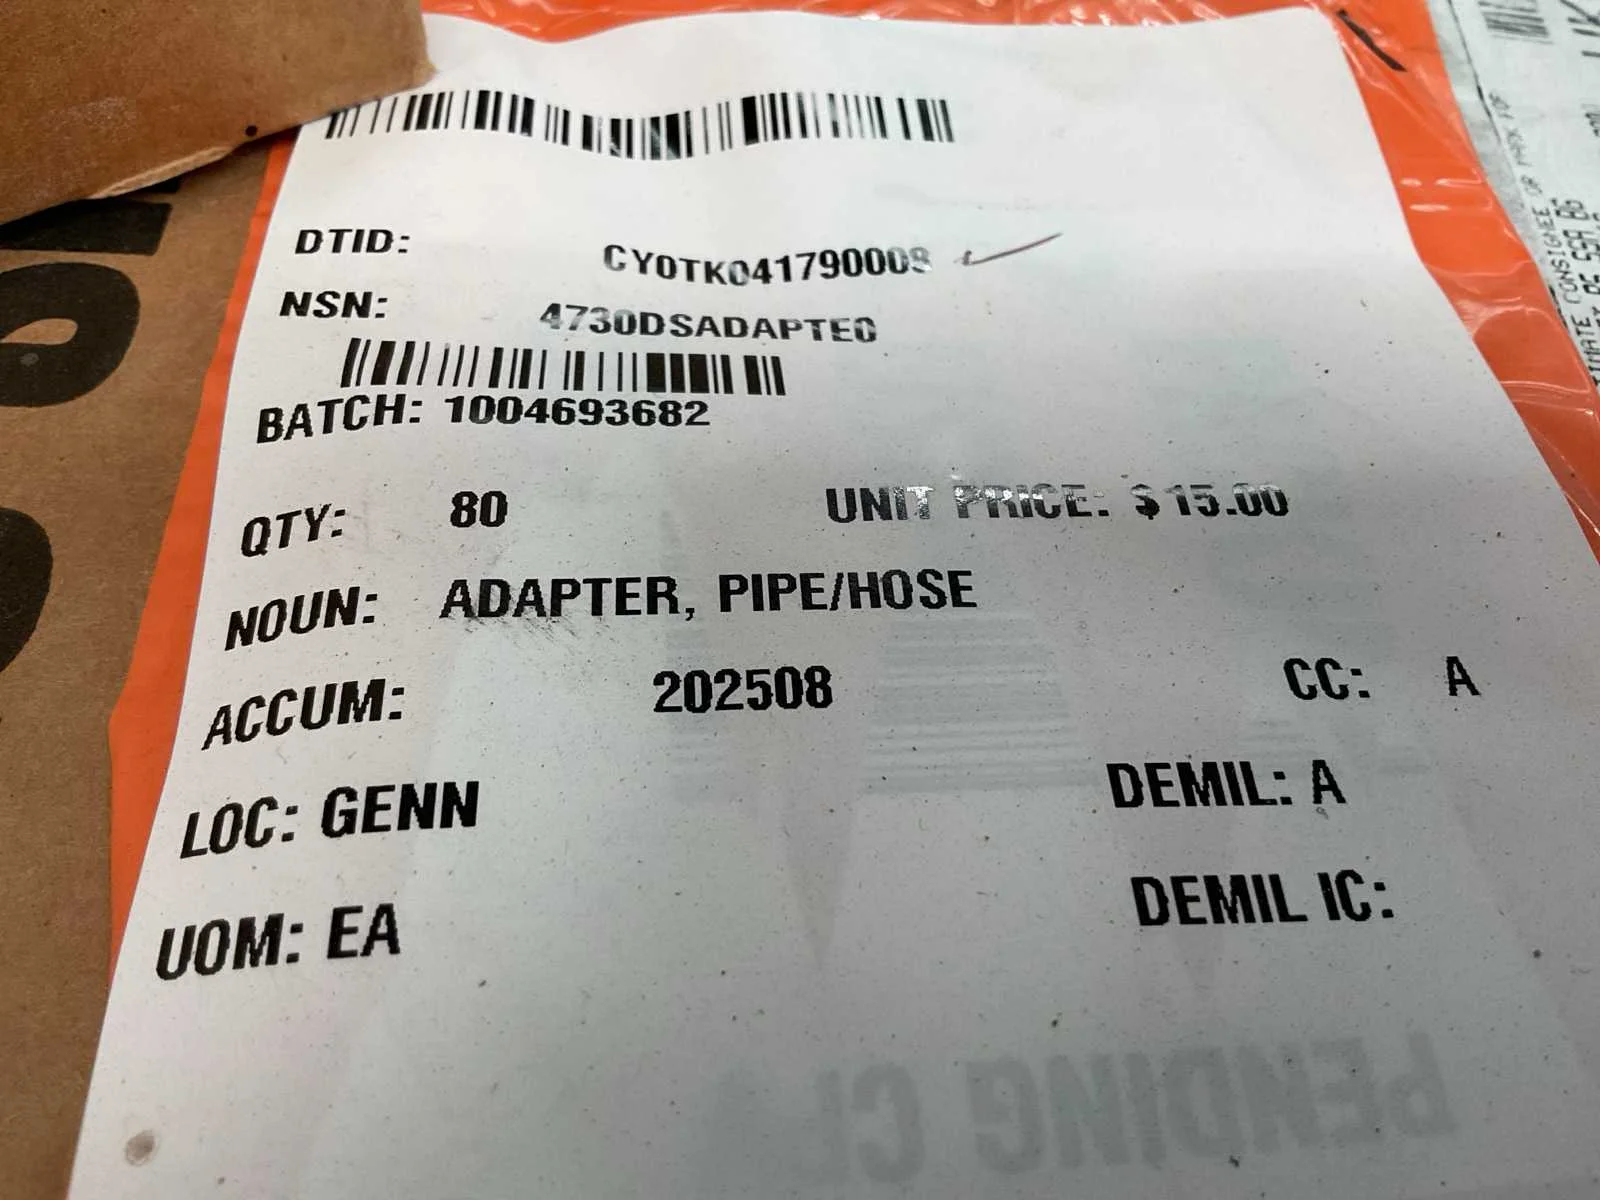 DTID: CY0TK041790008
NSN: 4730DSADAPTE0
BATCH: 1004693682
QTY: 80 UNIT PRICE: $ 15.00
NOUN: ADAPTER, PIPE/HOSE
ACCUM: 202508 CC: A
LOC: GENN DEMIL: A
UOM: EA DEMIL IC:
PENDING